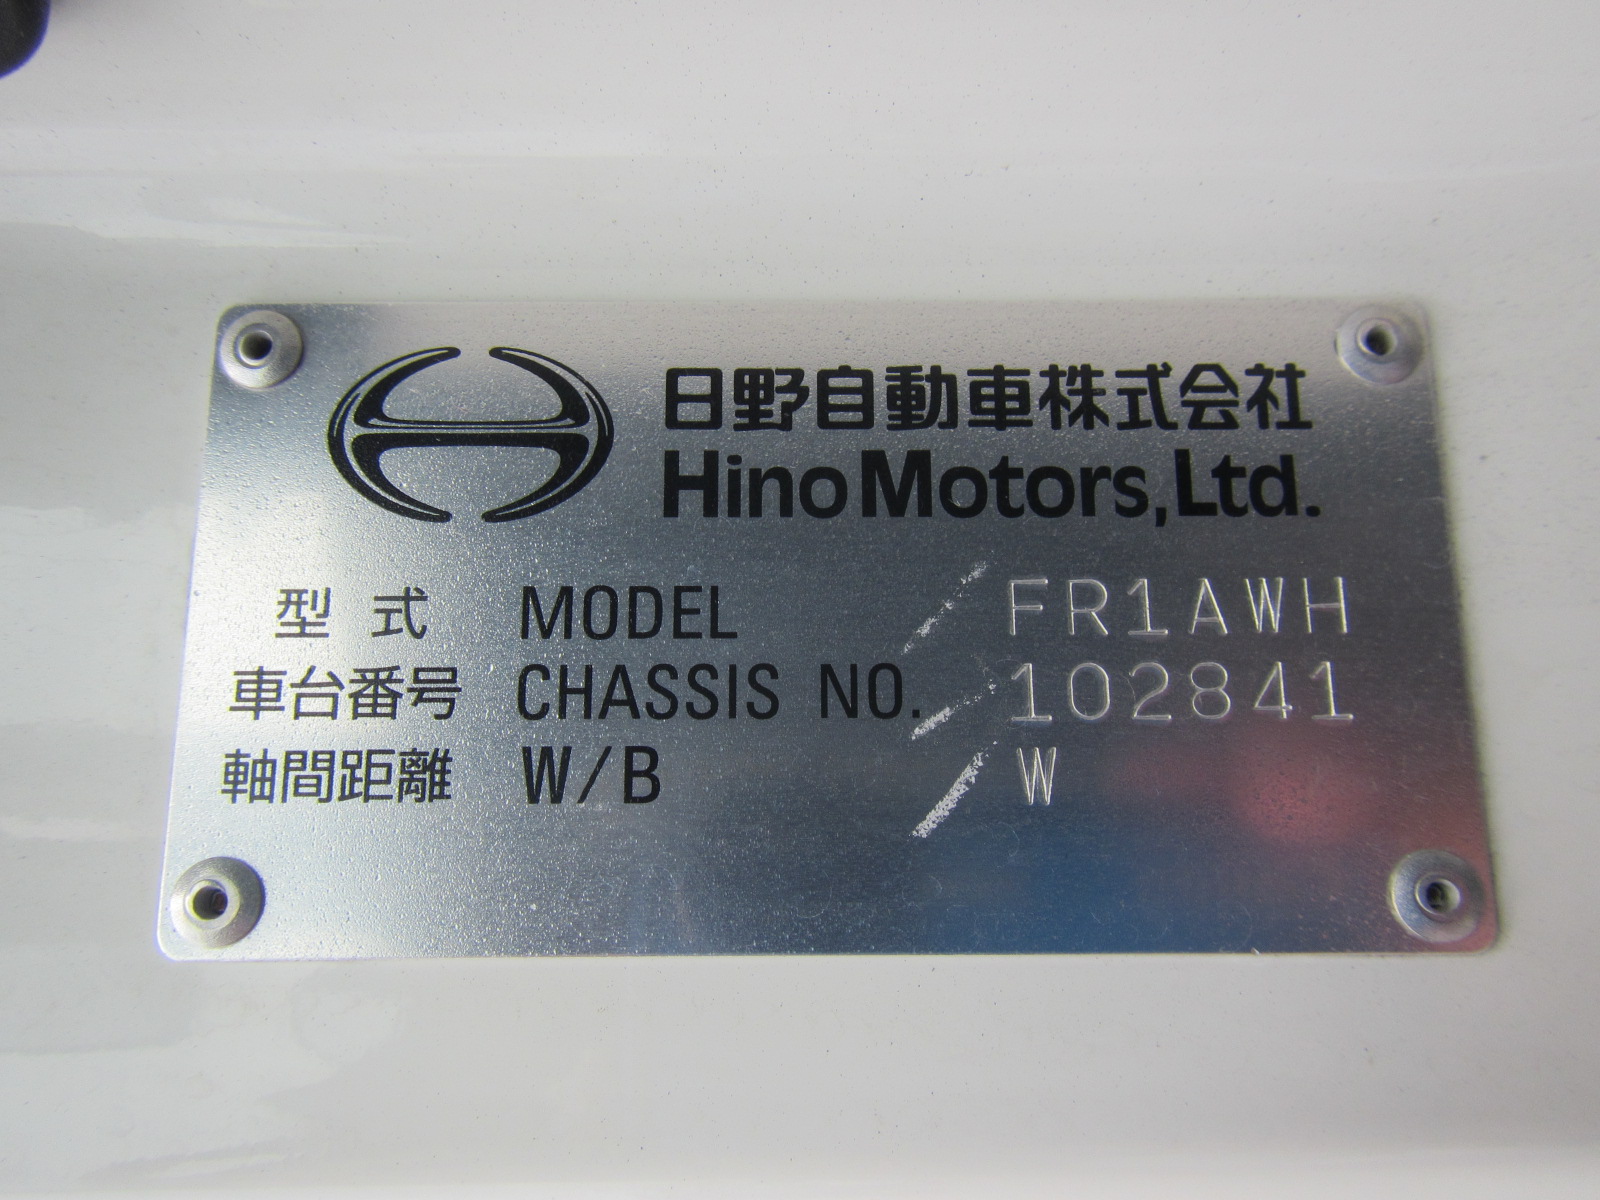 日野自動車株式会社
Hino Motors, Ltd.
型式 MODEL FR1AWH
車台番号 CHASSIS NO. 102841
軸間距離 W/B W